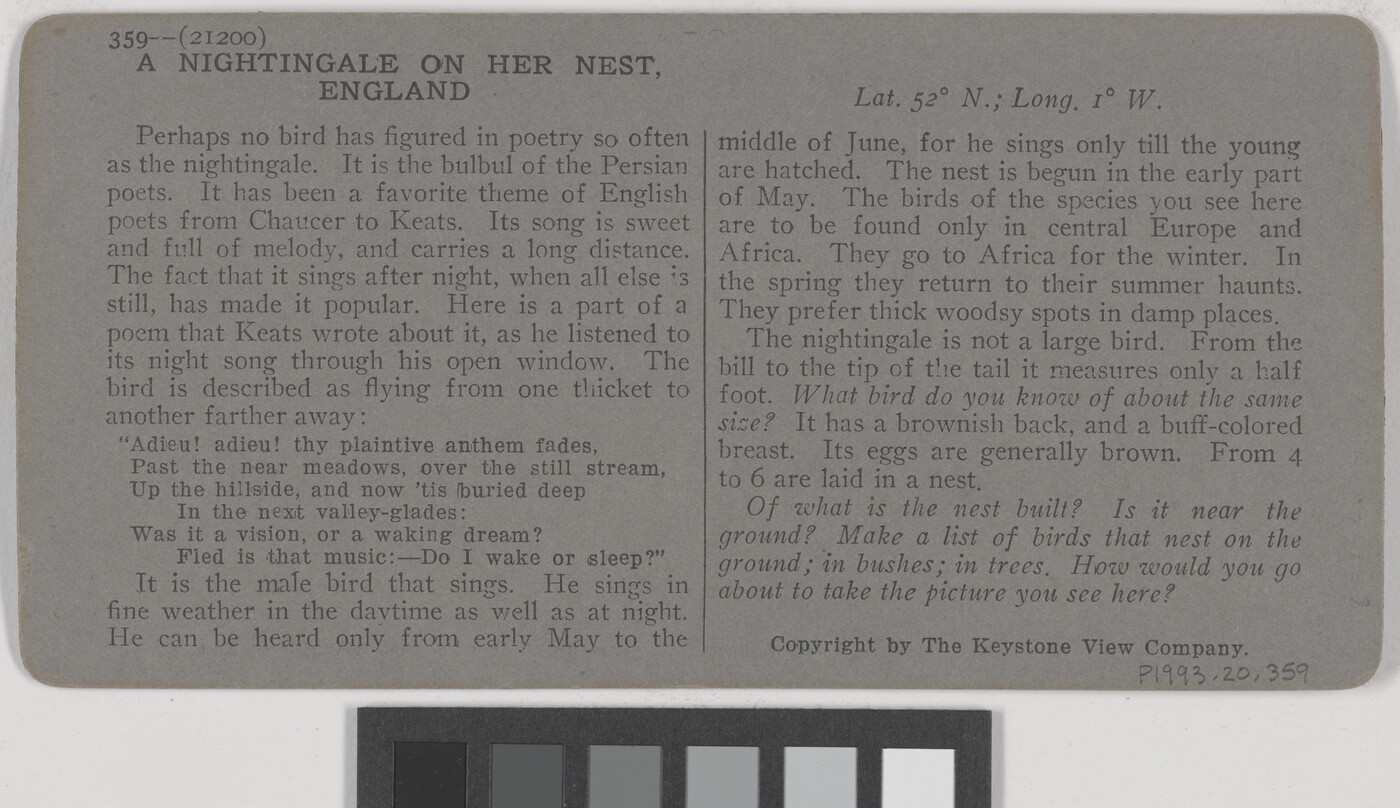 359--(21200)
A NIGHTINGALE ON HER NEST,
ENGLAND
Perhaps no bird has figured in poetry so often
as the nightingale. It is the bulbul of the Persian
poets. It has been a favorite theme of English
poets from Chaucer to Keats. Its song is sweet
and full of melody, and carries a long distance.
The fact that it sings after night, when all else is
still, has made it popular. Here is a part of a
poem that Keats wrote about it, as he listened to
its night song through his open window. The
bird is described as flying from one thicket to
another farther away:
"Adieu! adieu! thy plaintive anthem fades,
Past the near meadows, over the still stream,
Up the hillside, and now 'tis buried deep
In the next valley-glades:
Was it a vision, or a waking dream?
Fled is that music:—Do I wake or sleep?"
It is the male bird that sings. He sings in
fine weather in the daytime as well as at night.
He can be heard only from early May to the
Lat. 52° N.; Long. 1° W.
middle of June, for he sings only till the young
are hatched. The nest is begun in the early part
of May. The birds of the species you see here
are to be found only in central Europe and
Africa. They go to Africa for the winter. In
the spring they return to their summer haunts.
They prefer thick woodsy spots in damp places.
The nightingale is not a large bird. From the
bill to the tip of the tail it measures only a half
foot. What bird do you know of about the same
size? It has a brownish back, and a buff-colored
breast. Its eggs are generally brown. From 4
to 6 are laid in a nest.
Of what is the nest built? Is it near the
ground? Make a list of birds that nest on the
ground; in bushes; in trees. How would you go
about to take the picture you see here?
Copyright by The Keystone View Company.
P1993.20.359